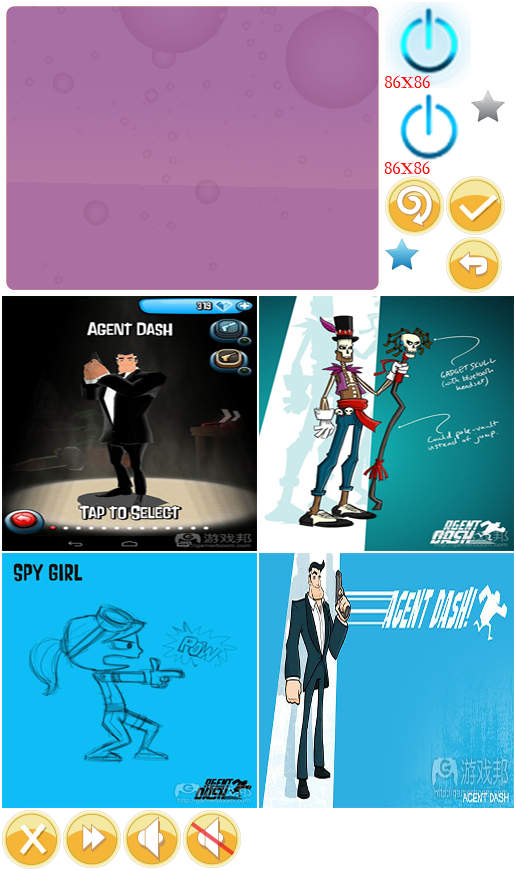 86X86
86X86
319
AGENT DASH
TAP TO SELECT
游戏邦
GADGET SKULL
(with bluetooth
headset)
Could pole-vault
instead of jump.
AGENT
DASH
游戏邦
SPY GIRL
POW
AGENT
DASH
AGENT DASH!
游戏邦
AGENT DASH